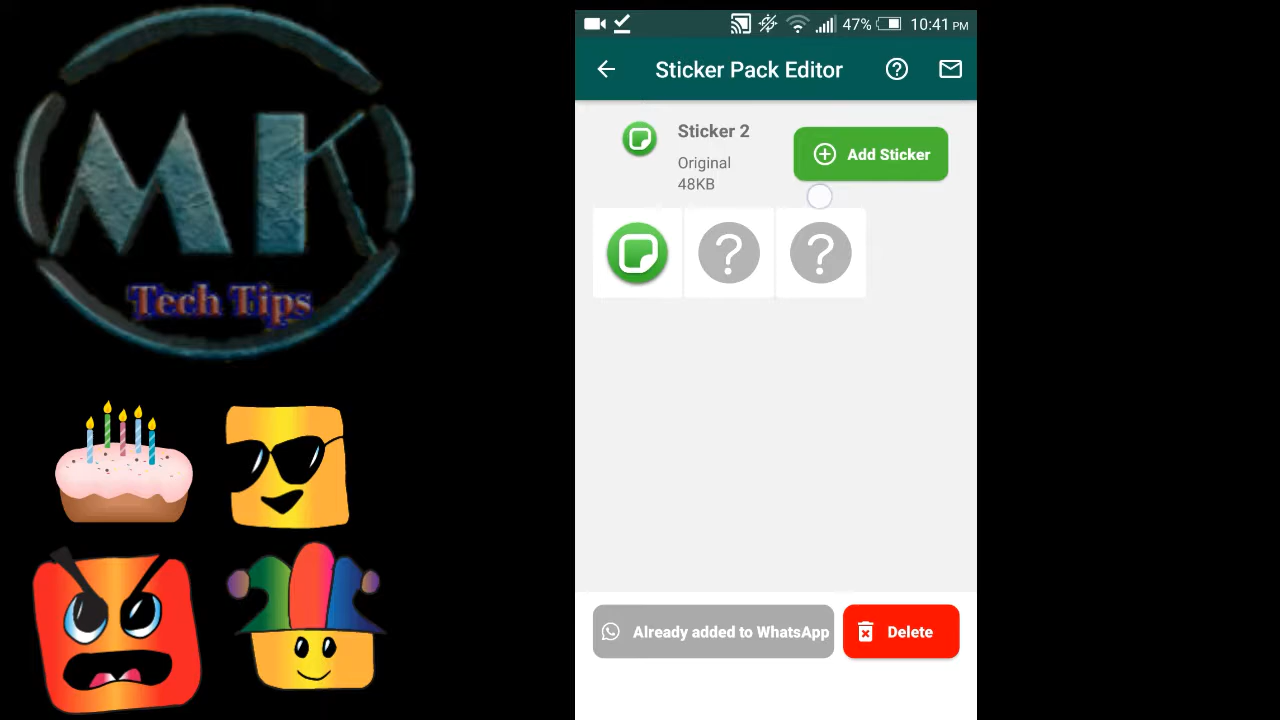 MK
Tech Tips
47% 10:41 PM
Sticker Pack Editor
Sticker 2
Original
48KB
Add Sticker
Already added to WhatsApp
Delete